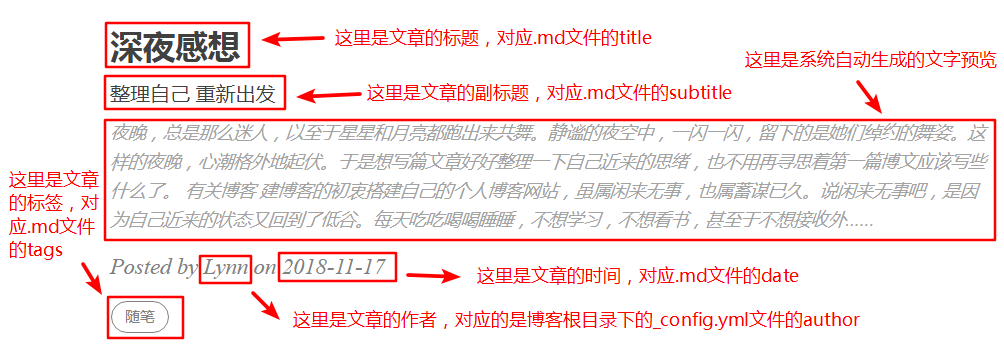 深夜感想
这里是文章的标题，对应.md文件的title
整理自己 重新出发
这里是文章的副标题，对应.md文件的subtitle
这里是系统自动生成的文字预览
夜晚，总是那么迷人，以至于星星和月亮都跑出来共舞。静谧的夜空中，一闪一闪，留下的是她们绰约的舞姿。这
样的夜晚，心潮格外地起伏。于是想写篇文章好好整理一下自己近来的思绪，也不用再寻思着第一篇博文应该写些
什么了。 有关博客 建博客的初衷搭建自己的个人博客网站，虽属闲来无事，也属蓄谋已久。说闲来无事吧，是因
为自己近来的状态又回到了低谷。每天吃吃喝喝睡睡，不想学习，不想看书，甚至于不想接收外......
这里是文章
的标签，对
应.md文件
的tags
Posted by Lynn on 2018-11-17
这里是文章的时间，对应.md文件的date
随笔
这里是文章的作者，对应的是博客根目录下的_config.yml文件的author